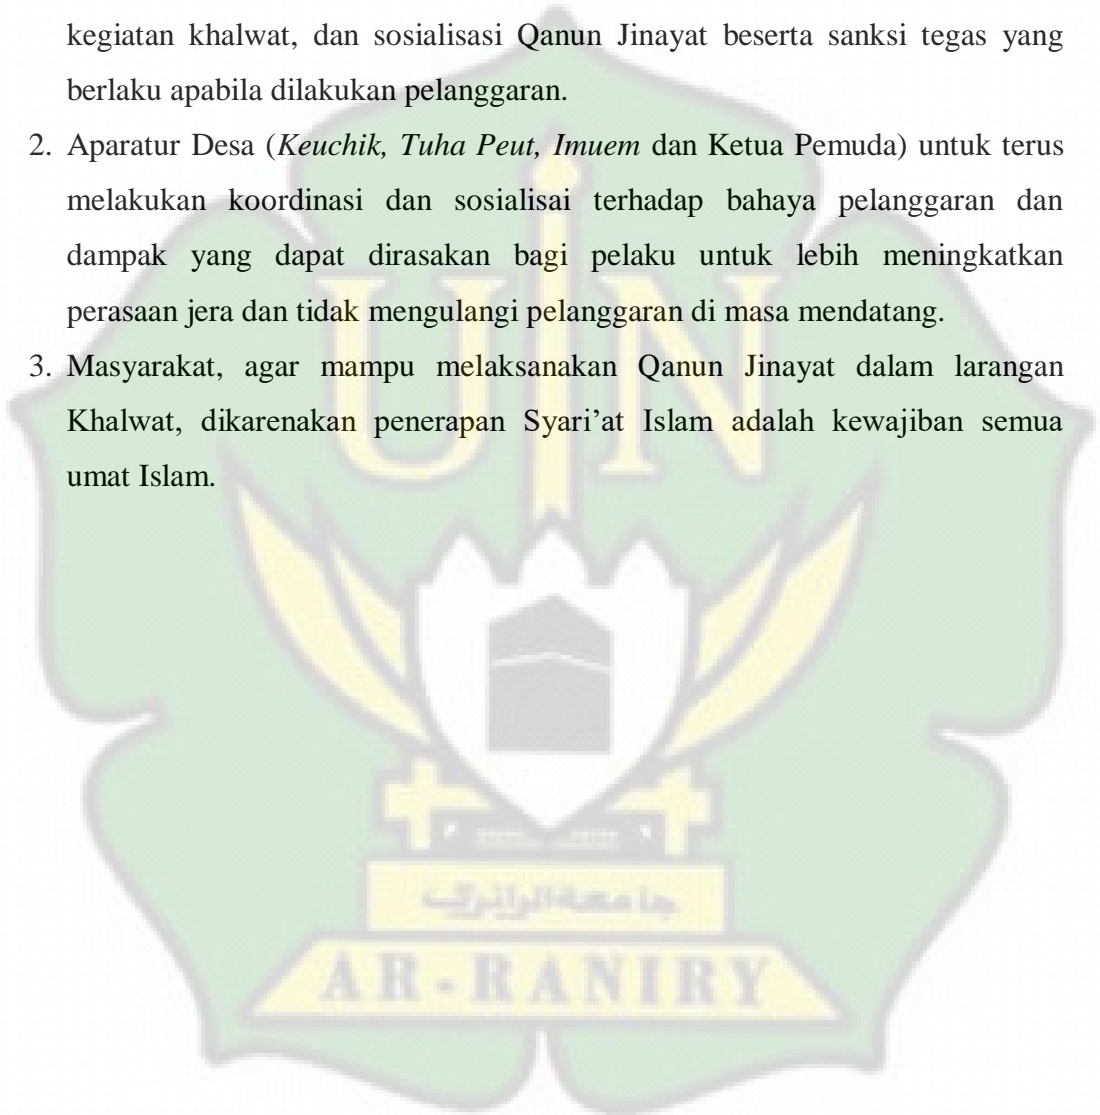 kegiatan khalwat, dan sosialisasi Qanun Jinayat beserta sanksi tegas yang
berlaku apabila dilakukan pelanggaran.
2. Aparatur Desa (Keuchik, Tuha Peut, Imuem dan Ketua Pemuda) untuk terus
melakukan koordinasi dan sosialisai terhadap bahaya pelanggaran dan
dampak yang dapat dirasakan bagi pelaku untuk lebih meningkatkan
perasaan jera dan tidak mengulangi pelanggaran di masa mendatang.
3. Masyarakat, agar mampu melaksanakan Qanun Jinayat dalam larangan
Khalwat, dikarenakan penerapan Syari’at Islam adalah kewajiban semua
umat Islam.
UIN
جامعة الرانري
AR-RANIRY